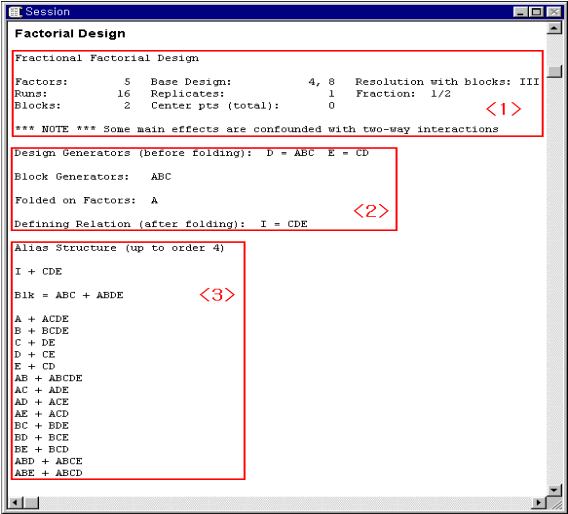 Session
Factorial Design
Fractional Factorial Design
Factors: 5 Base Design: 4, 8 Resolution with blocks: III
Runs: 16 Replicates: 1 Fraction: 1/2
Blocks: 2 Center pts (total): 0
<1>
*** NOTE *** Some main effects are confounded with two-way interactions
Design Generators (before folding): D = ABC E = CD
Block Generators: ABC
Folded on Factors: A
<2>
Defining Relation (after folding): I = CDE
Alias Structure (up to order 4)
I + CDE
Blk = ABC + ABDE
<3>
A + ACDE
B + BCDE
C + DE
D + CE
E + CD
AB + ABCDE
AC + ADE
AD + ACE
AE + ACD
BC + BDE
BD + BCE
BE + BCD
ABD + ABCE
ABE + ABCD